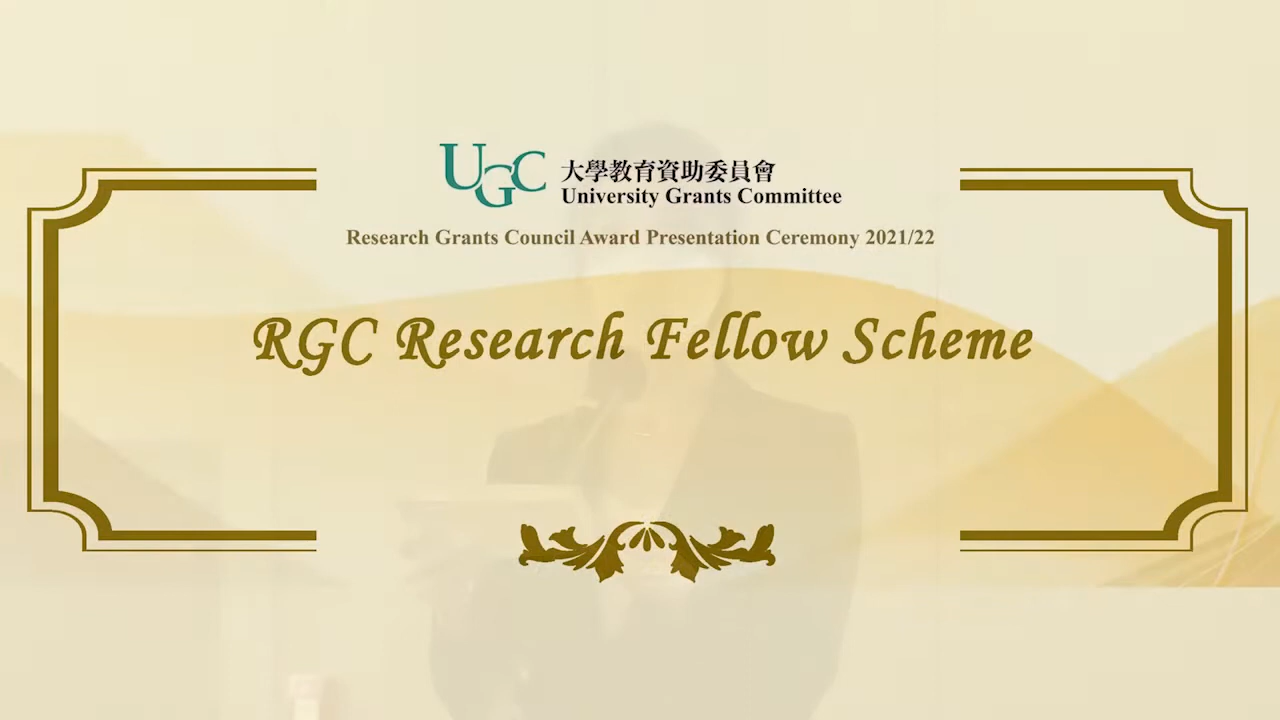 UGC
大學教育資助委員會
University Grants Committee
Research Grants Council Award Presentation Ceremony 2021/22
RGC Research Fellow Scheme